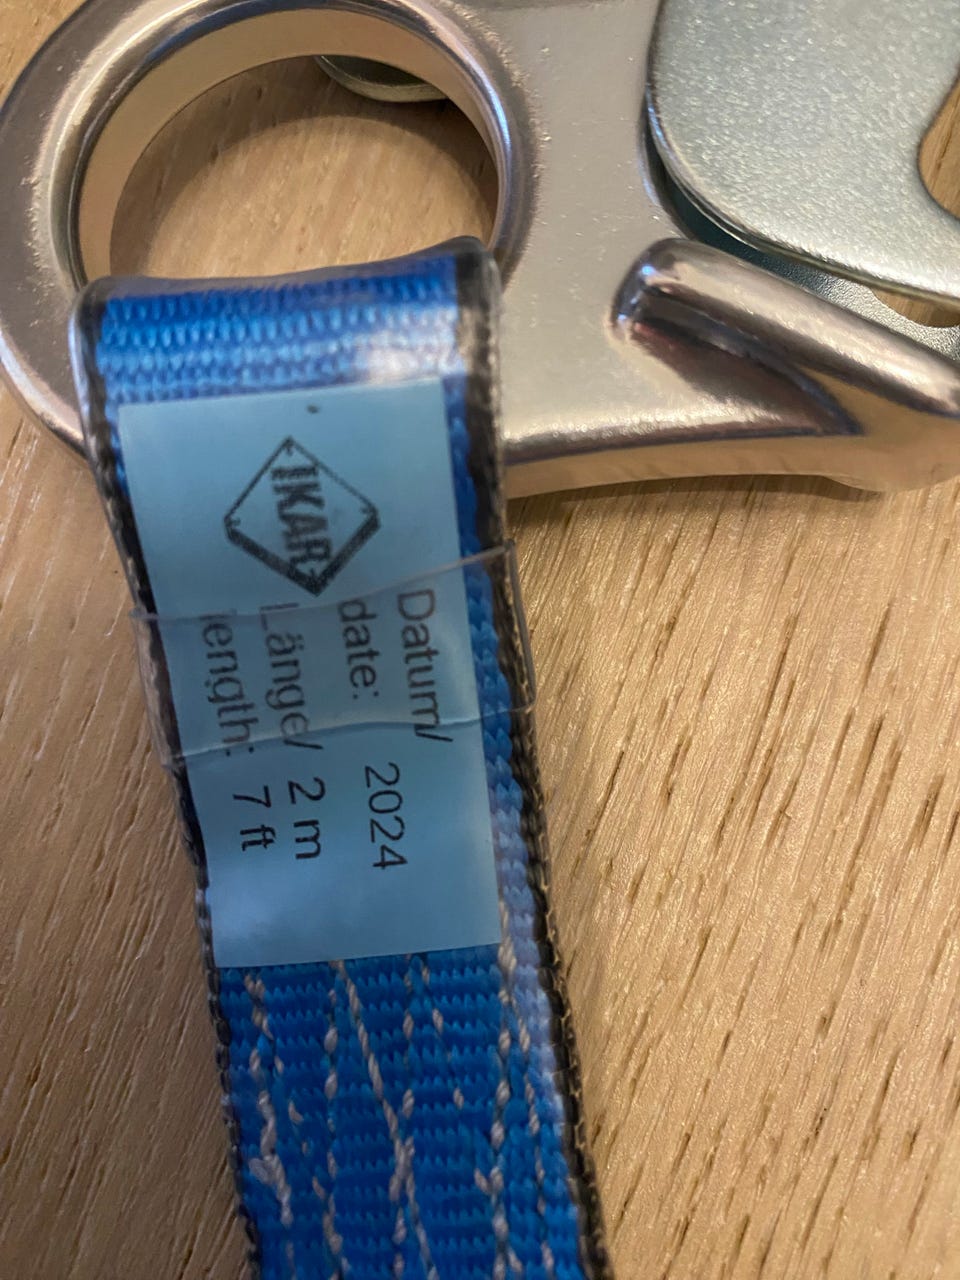 IKAR
Datum/
date: 2024
Länge/ 2 m
length: 7 ft